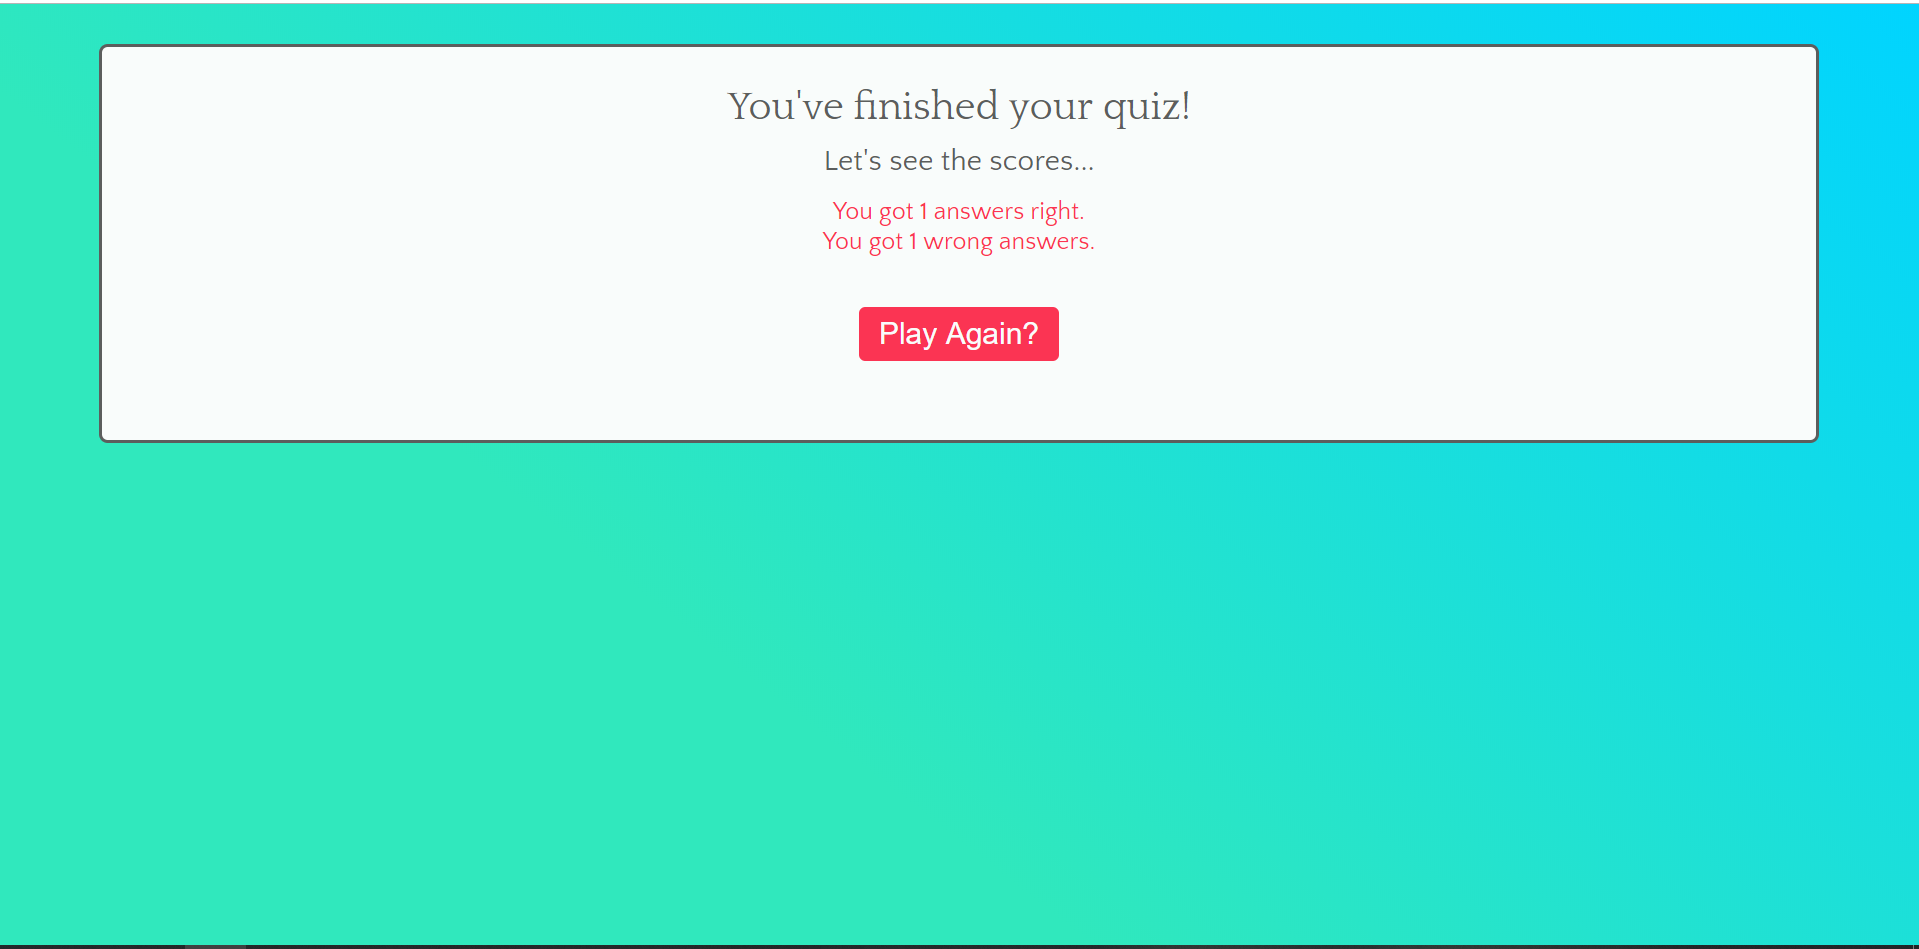 You've finished your quiz!
Let's see the scores...
You got 1 answers right.
You got 1 wrong answers.
Play Again?